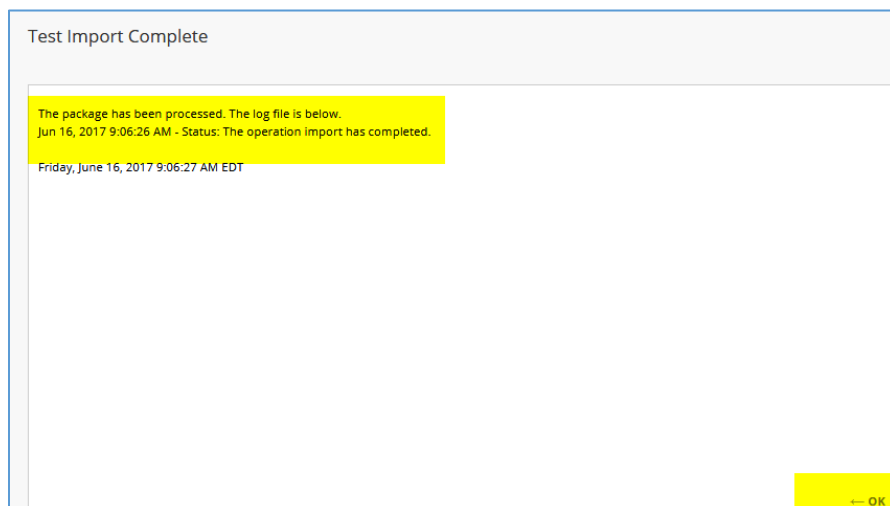 Test Import Complete
The package has been processed. The log file is below.
Jun 16, 2017 9:06:26 AM - Status: The operation import has completed.
Friday, June 16, 2017 9:06:27 AM EDT
← OK